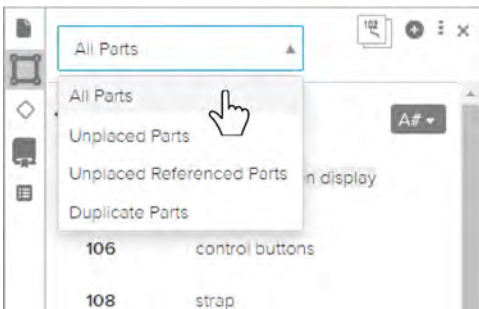 102
All Parts
All Parts
A#
Unplaced Parts
Unplaced Referenced Parts
display
Duplicate Parts
106 control buttons
108 strap